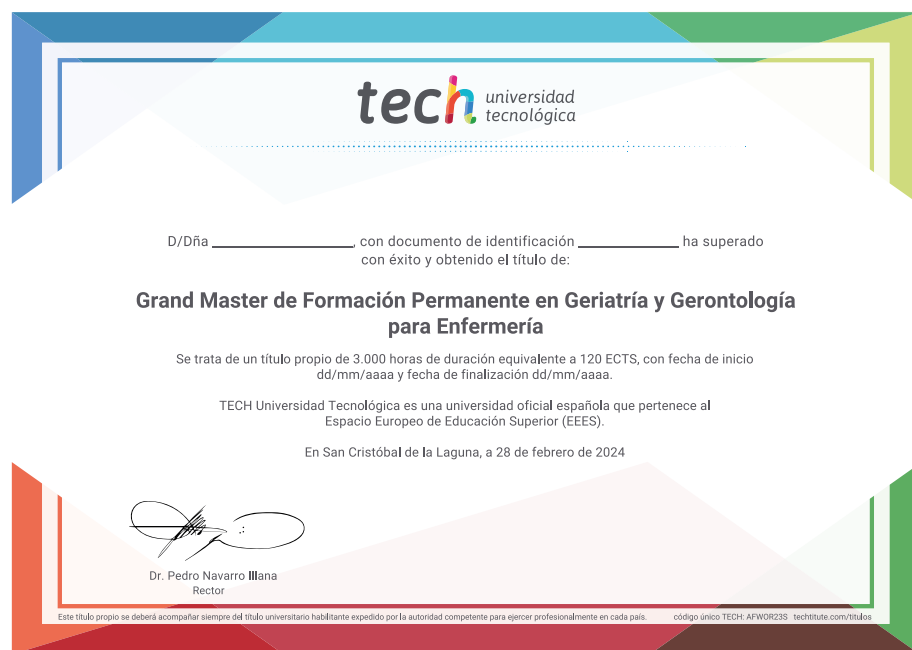 tech universidad
tecnológica
D/Dña ____________________, con documento de identificación ______________ ha superado
con éxito y obtenido el título de:
Grand Master de Formación Permanente en Geriatría y Gerontología
para Enfermería
Se trata de un título propio de 3.000 horas de duración equivalente a 120 ECTS, con fecha de inicio
dd/mm/aaaa y fecha de finalización dd/mm/aaaa.
TECH Universidad Tecnológica es una universidad oficial española que pertenece al
Espacio Europeo de Educación Superior (EEES).
En San Cristóbal de la Laguna, a 28 de febrero de 2024
Dr. Pedro Navarro Illana
Rector
Este título propio se deberá acompañar siempre del título universitario habilitante expedido por la autoridad competente para ejercer profesionalmente en cada país. código único TECH: AFWOR23S techtitute.com/titulos